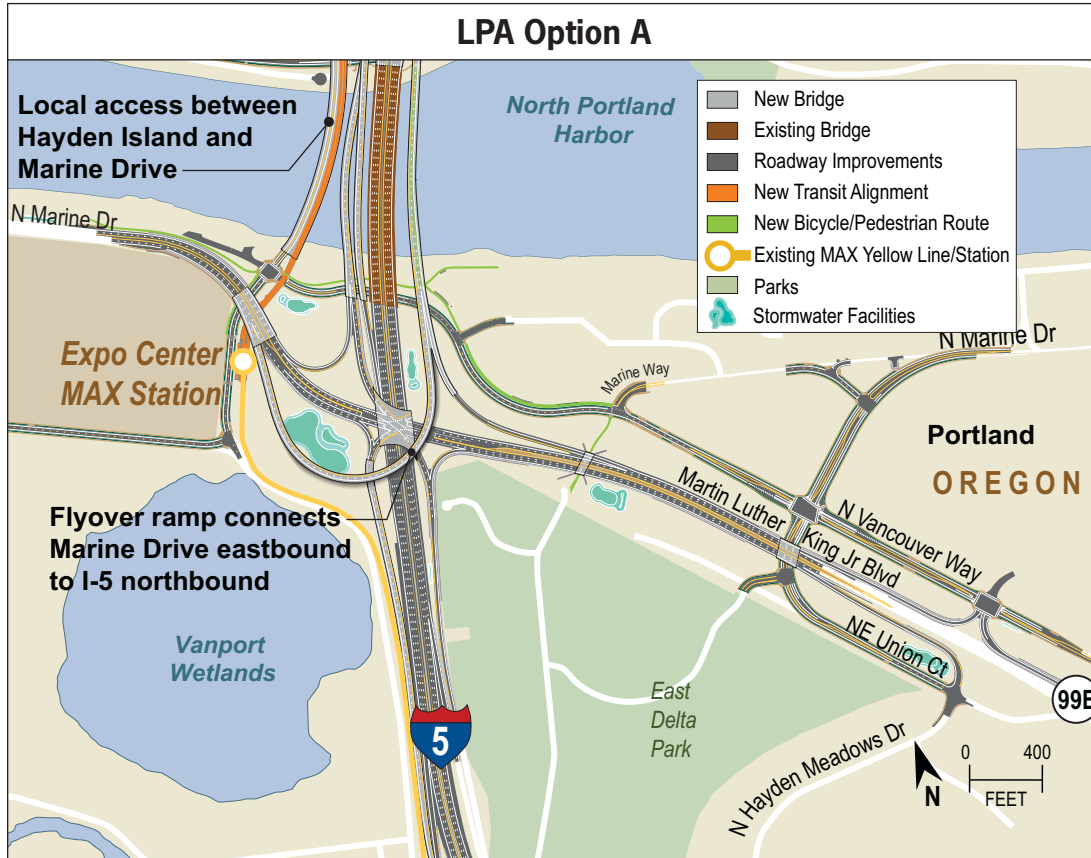 LPA Option A
Local access between
Hayden Island and
Marine Drive
North Portland
Harbor
New Bridge
Existing Bridge
Roadway Improvements
New Transit Alignment
New Bicycle/Pedestrian Route
Existing MAX Yellow Line/Station
Parks
Stormwater Facilities
N Marine Dr
N Marine Dr
Expo Center
MAX Station
Marine Way
Portland
OREGON
Martin Luther
King Jr Blvd
N Vancouver Way
Flyover ramp connects
Marine Drive eastbound
to I-5 northbound
Vanport
Wetlands
NE Union Ct
East
Delta
Park
99E
5
N Hayden Meadows Dr
N
0 400
FEET